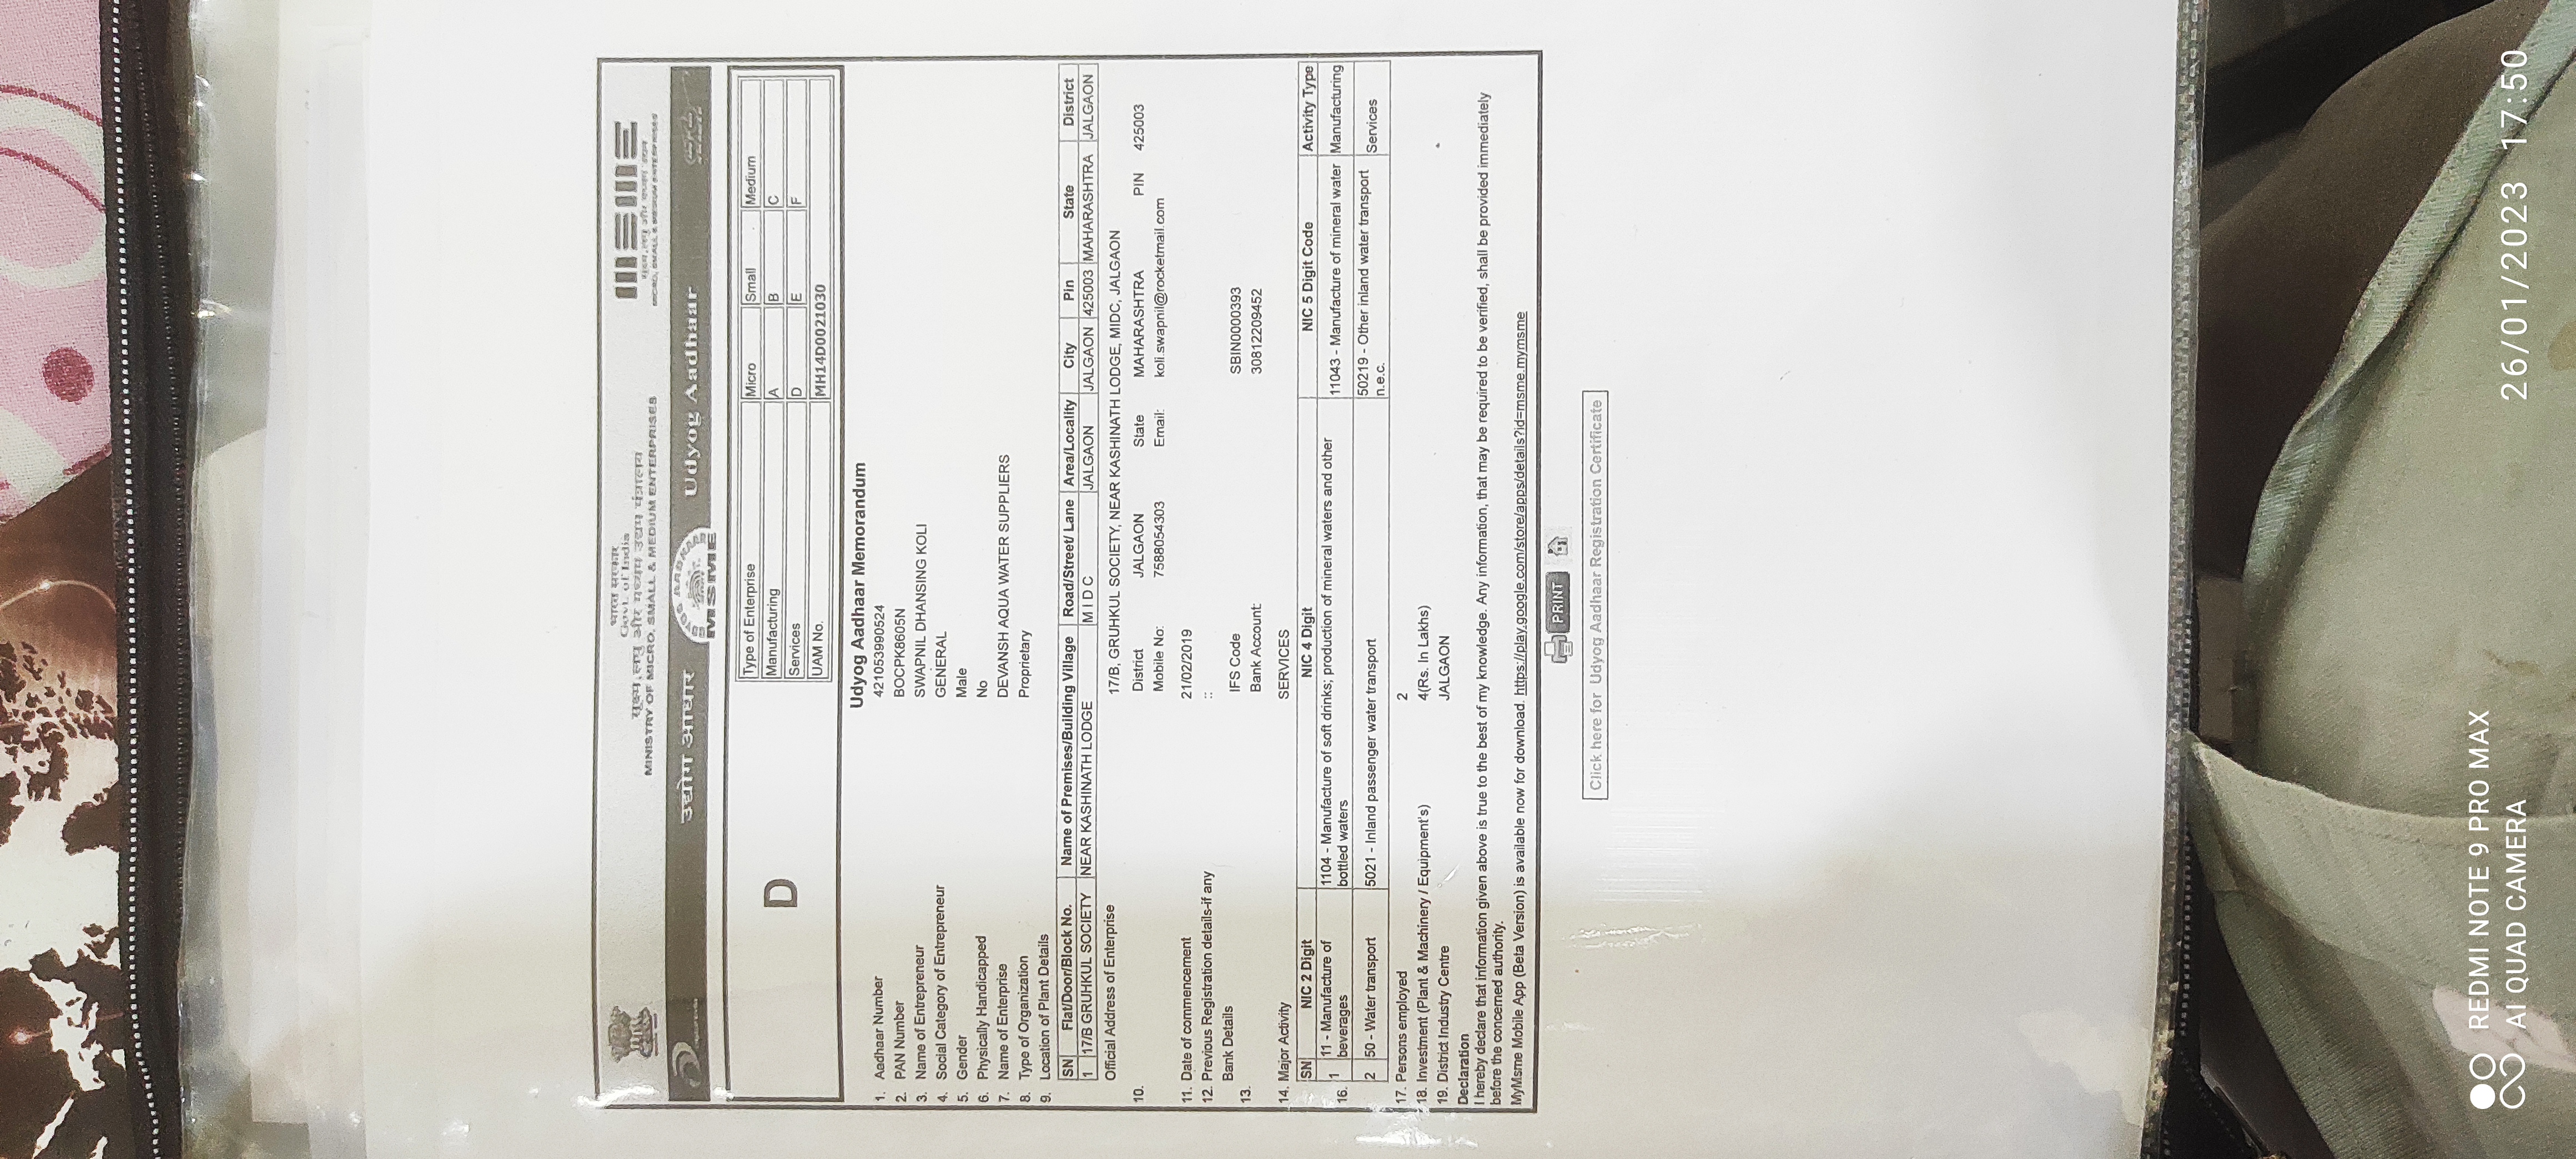 भारत सरकार
Govt. of India
सूक्ष्म,लघु और मध्यम उद्यम मंत्रालय
MINISTRY OF MICRO, SMALL & MEDIUM ENTERPRISES
सूक्ष्म,लघु और मध्यम उद्यम
MICRO, SMALL & MEDIUM ENTERPRISES
उद्योग आधार
UDYOG AADHAAR
MSME
Udyog Aadhaar
D
Type of Enterprise Micro Small Medium
Manufacturing A B C
Services D E F
UAM No. MH14D0021030
Udyog Aadhaar Memorandum
1. Aadhaar Number 421053990524
2. PAN Number BOCPK8605N
3. Name of Entrepreneur SWAPNIL DHANSING KOLI
4. Social Category of Entrepreneur GENERAL
5. Gender Male
6. Physically Handicapped No
7. Name of Enterprise DEVANSH AQUA WATER SUPPLIERS
8. Type of Organization Proprietary
9. Location of Plant Details
SN Flat/Door/Block No. Name of Premises/Building Village Road/Street/ Lane Area/Locality City Pin State District
1 17/B GRUHKUL SOCIETY NEAR KASHINATH LODGE M I D C JALGAON JALGAON 425003 MAHARASHTRA JALGAON
Official Address of Enterprise 17/B, GRUHKUL SOCIETY, NEAR KASHINATH LODGE, MIDC, JALGAON
10. District JALGAON State MAHARASHTRA PIN 425003
Mobile No: 7588054303 Email: koli.swapnil@rocketmail.com
11. Date of commencement 21/02/2019
12. Previous Registration details-if any ::
Bank Details IFS Code SBIN0000393
13. Bank Account: 30812209452
14. Major Activity SERVICES
SN NIC 2 Digit NIC 4 Digit NIC 5 Digit Code Activity Type
16. 1 11 - Manufacture of beverages 1104 - Manufacture of soft drinks; production of mineral waters and other bottled waters 11043 - Manufacture of mineral water Manufacturing
2 50 - Water transport 5021 - Inland passenger water transport 50219 - Other inland water transport n.e.c. Services
17. Persons employed 2
18. Investment (Plant & Machinery / Equipment's) 4(Rs. In Lakhs)
19. District Industry Centre JALGAON
Declaration
I hereby declare that information given above is true to the best of my knowledge. Any information, that may be required to be verified, shall be provided immediately
before the concerned authority.
MyMsme Mobile App (Beta Version) is available now for download. https://play.google.com/store/apps/details?id=msme.mymsme
PRINT
Click here for Udyog Aadhaar Registration Certificate
REDMI NOTE 9 PRO MAX
AI QUAD CAMERA
26/01/2023 17:50